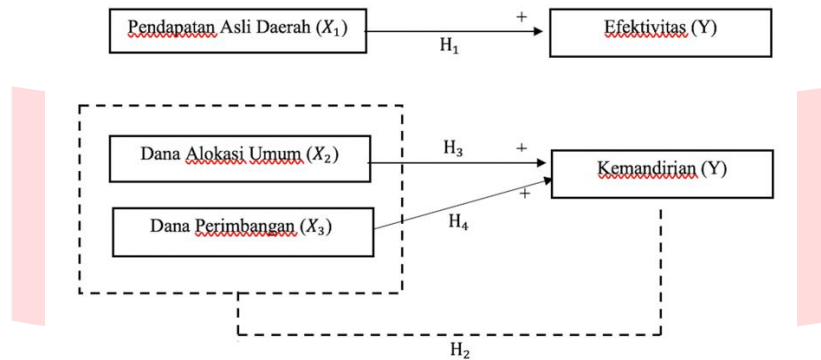 Pendapatan Asli Daerah (X₁)
+
H₁
Efektivitas (Y)
Dana Alokasi Umum (X₂)
H₃
+
Kemandirian (Y)
Dana Perimbangan (X₃)
+
H₄
H₂